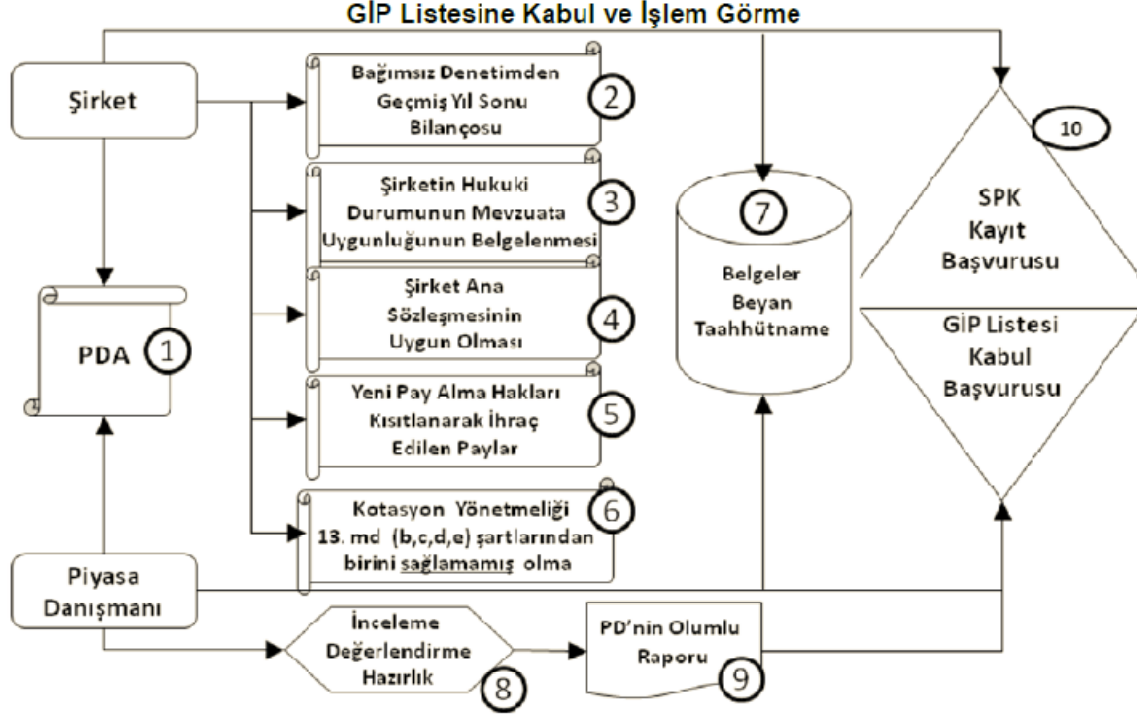 GİP Listesine Kabul ve İşlem Görme
Şirket
Bağımsız Denetimden
Geçmiş Yıl Sonu
Bilançosu
2
Şirketin Hukuki
Durumunun Mevzuata
Uygunluğunun Belgelenmesi
3
Şirket Ana
Sözleşmesinin
Uygun Olması
4
Yeni Pay Alma Hakları
Kısıtlanarak İhraç
Edilen Paylar
5
Kotasyon Yönetmeliği
13. md (b,c,d,e) şartlarından
birini sağlamamış olma
6
PDA
1
7
Belgeler
Beyan
Taahhütname
10
SPK
Kayıt
Başvurusu
GİP Listesi
Kabul
Başvurusu
Piyasa
Danışmanı
İnceleme
Değerlendirme
Hazırlık
8
PD'nin Olumlu
Raporu
9